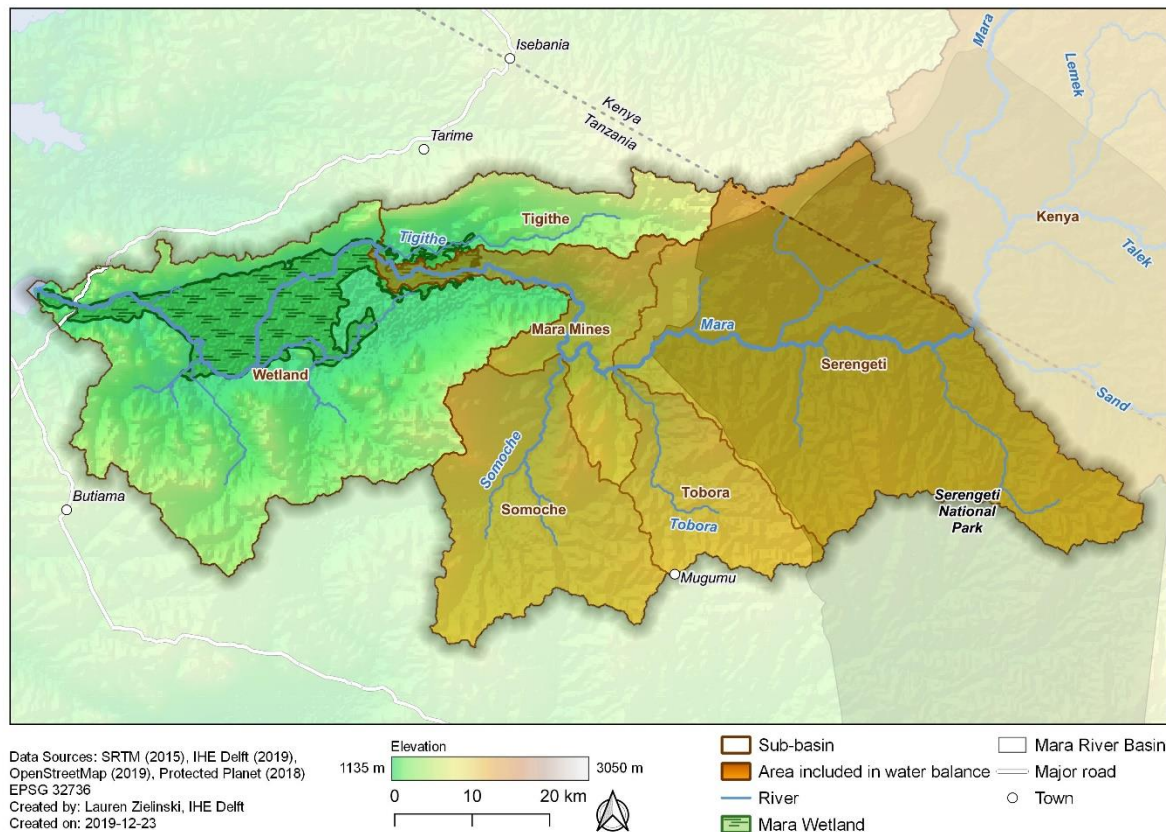 Mara
Isebania
Lemek
Kenya
Tanzania
Tarime
Tigithe
Tigithe
Kenya
Talek
Mara Mines
Mara
Serengeti
Wetland
Sand
Somoche
Butiama
Somoche
Tobora
Tobora
Serengeti
National
Park
Mugumu
Data Sources: SRTM (2015), IHE Delft (2019),
OpenStreetMap (2019), Protected Planet (2018)
EPSG 32736
Created by: Lauren Zielinski, IHE Delft
Created on: 2019-12-23
Elevation
1135 m 3050 m
0 10 20 km
Sub-basin
Area included in water balance
River
Mara Wetland
Mara River Basin
Major road
Town